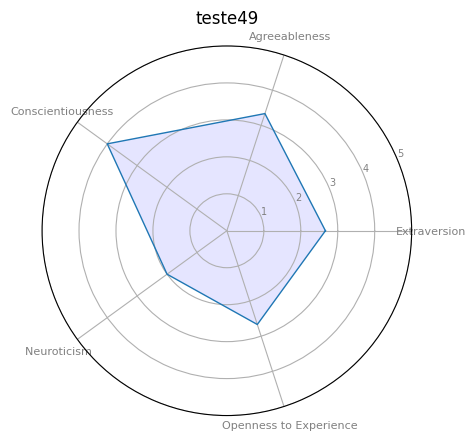 teste49
Agreeableness
Conscientiousness
5
4
3
2
1
Extraversion
Neuroticism
Openness to Experience